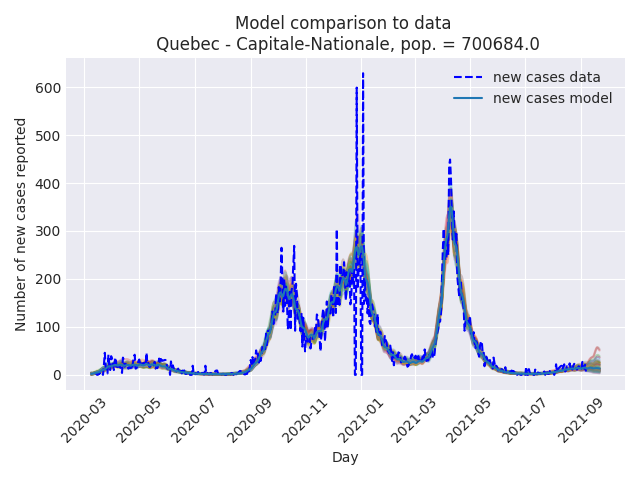 Model comparison to data
Quebec - Capitale-Nationale, pop. = 700684.0
new cases data
new cases model
Number of new cases reported
600
500
400
300
200
100
0
2020-03
2020-05
2020-07
2020-09
2020-11
2021-01
2021-03
2021-05
2021-07
2021-09
Day